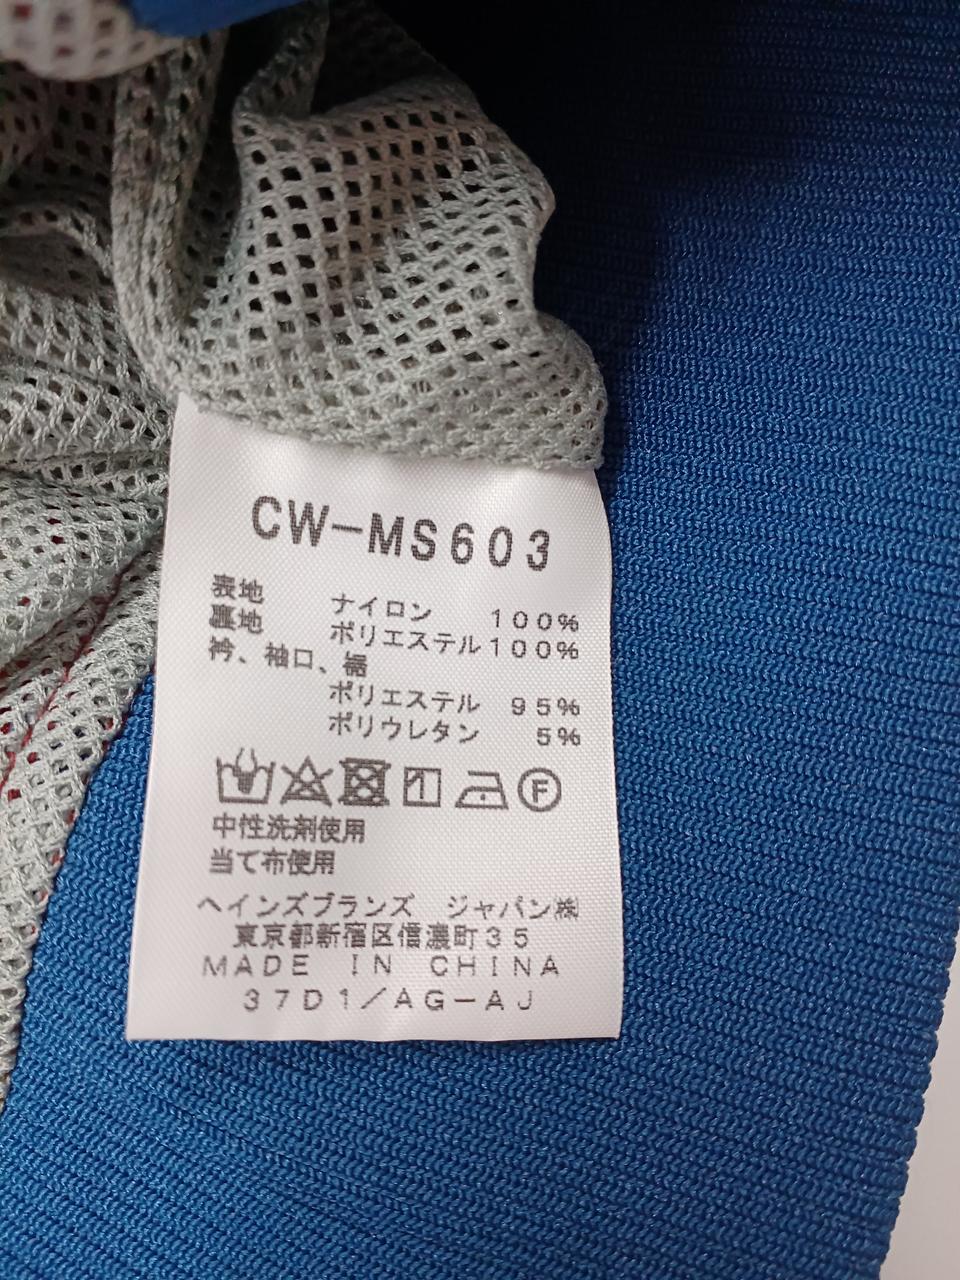 CW-MS603
表地 ナイロン 100%
裏地 ポリエステル100%
衿、袖口、裾
ポリエステル 95%
ポリウレタン 5%
F
中性洗剤使用
当て布使用
ヘインズブランズ ジャパン㈱
東京都新宿区信濃町35
MADE IN CHINA
37D1/AG-AJ